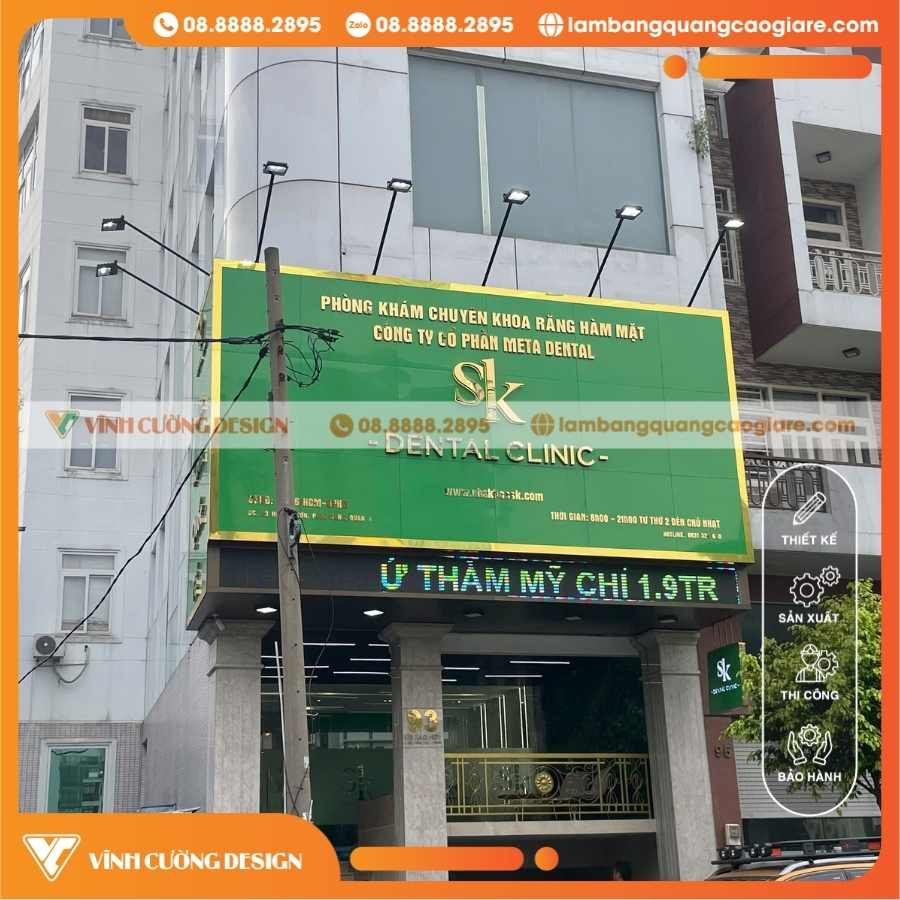 08.8888.2895
Zalo 08.8888.2895
lambangquangcaogiare.com
PHÒNG KHÁM CHUYÊN KHOA RĂNG HÀM MẶT
CÔNG TY CỔ PHẦN META DENTAL
SK
- DENTAL CLINIC -
VĨNH CƯỜNG DESIGN
08.8888.2895
lambangquangcaogiare.com
THỜI GIAN: 8H00 - 21H00 TỪ THỨ 2 ĐẾN CHỦ NHẬT
THẨM MỸ CHỈ 1.9TR
SK
- DENTAL CLINIC -
93
96
THIẾT KẾ
SẢN XUẤT
THI CÔNG
BẢO HÀNH
VĨNH CƯỜNG DESIGN